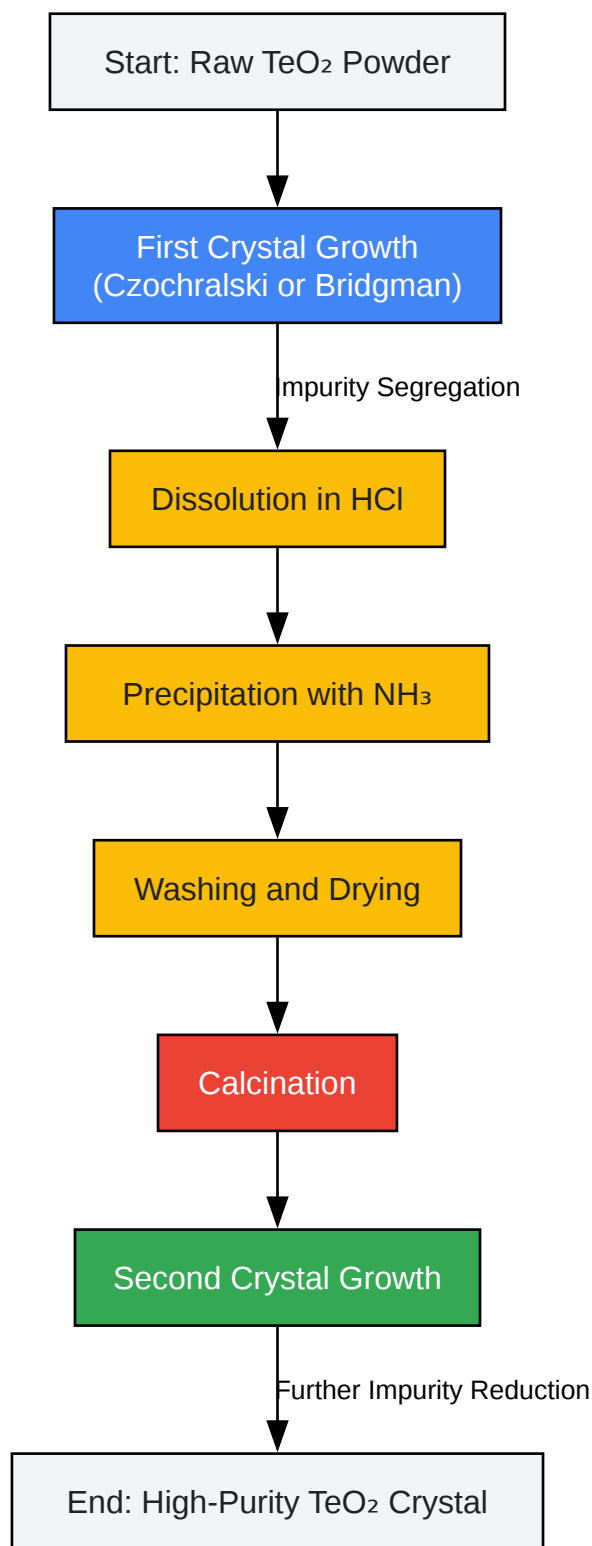 Start: Raw TeO₂ Powder
First Crystal Growth
(Czochralski or Bridgman)
Impurity Segregation
Dissolution in HCl
Precipitation with NH₃
Washing and Drying
Calcination
Second Crystal Growth
Further Impurity Reduction
End: High-Purity TeO₂ Crystal